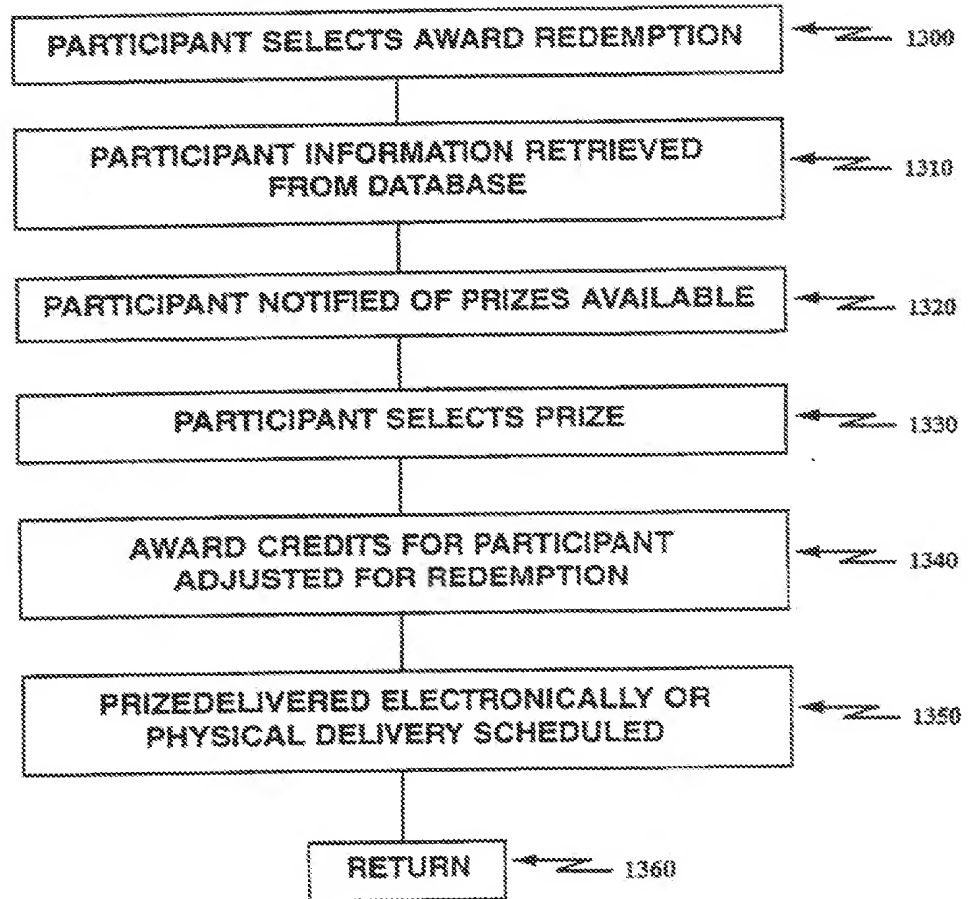 PARTICIPANT SELECTS AWARD REDEMPTION
1300
PARTICIPANT INFORMATION RETRIEVED
FROM DATABASE
1310
PARTICIPANT NOTIFIED OF PRIZES AVAILABLE
1320
PARTICIPANT SELECTS PRIZE
1330
AWARD CREDITS FOR PARTICIPANT
ADJUSTED FOR REDEMPTION
1340
PRIZEDELIVERED ELECTRONICALLY OR
PHYSICAL DELIVERY SCHEDULED
1350
RETURN
1360